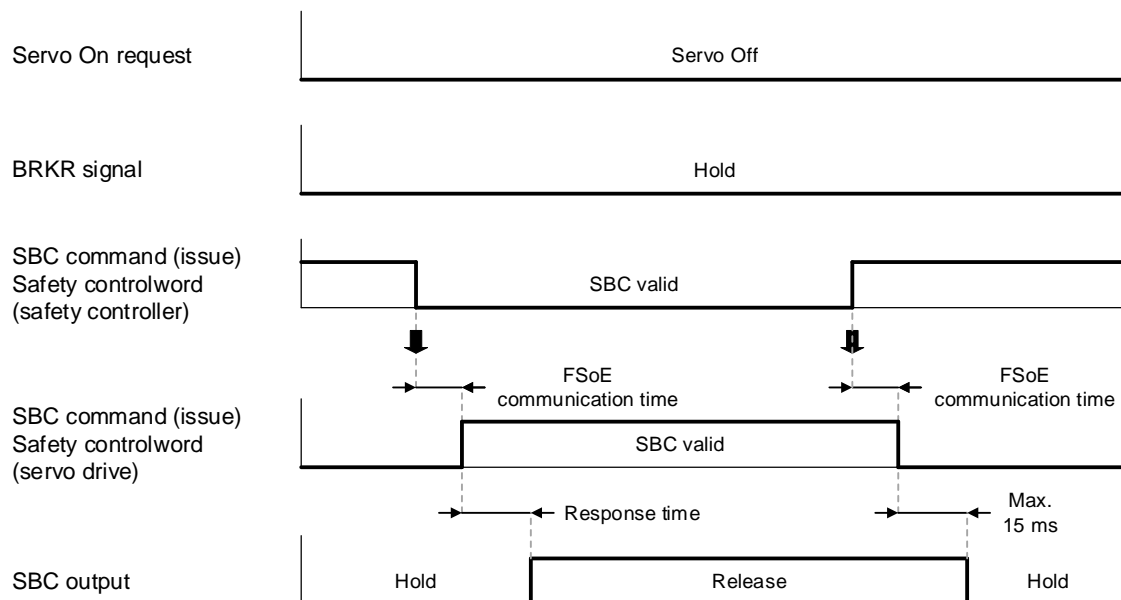 Servo On request
Servo Off
BRKR signal
Hold
SBC command (issue)
Safety controlword
(safety controller)
SBC valid
FSoE
communication time
FSoE
communication time
SBC command (issue)
Safety controlword
(servo drive)
SBC valid
Response time
Max.
15 ms
SBC output
Hold
Release
Hold